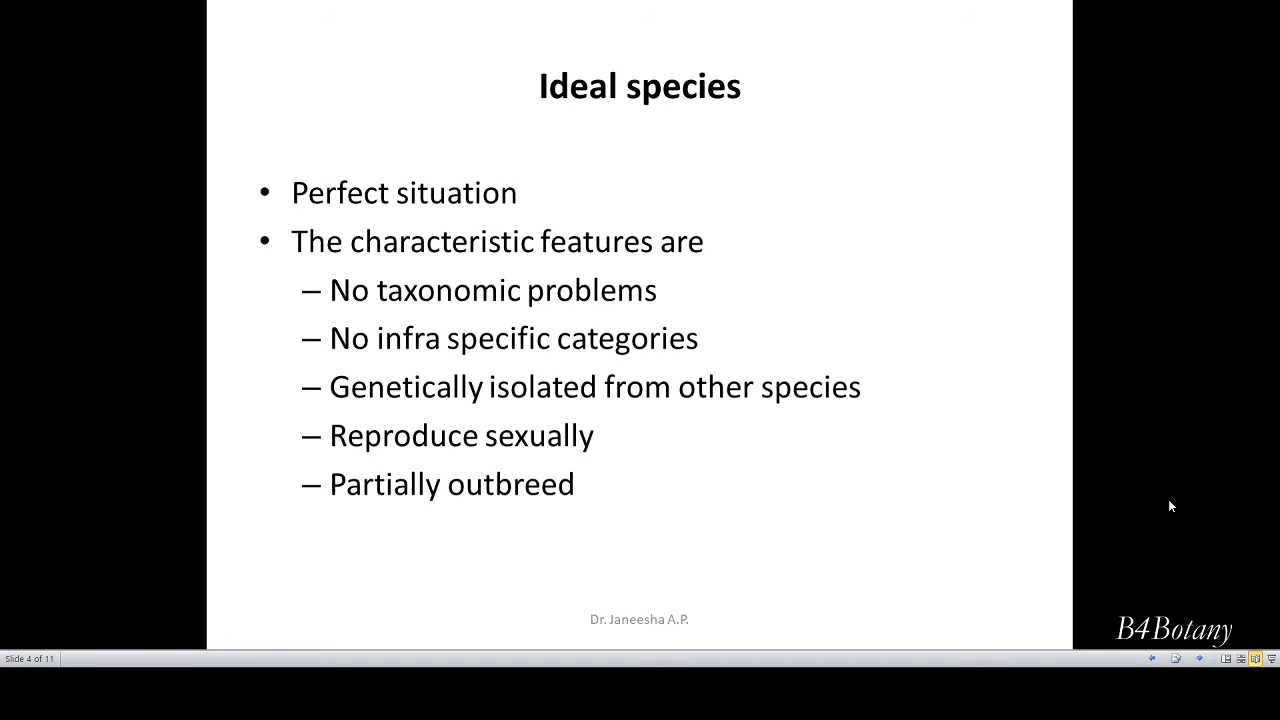 Ideal species
• Perfect situation
• The characteristic features are
– No taxonomic problems
– No infra specific categories
– Genetically isolated from other species
– Reproduce sexually
– Partially outbreed
Dr. Janeesha A.P.
B4Botany
Slide 4 of 11